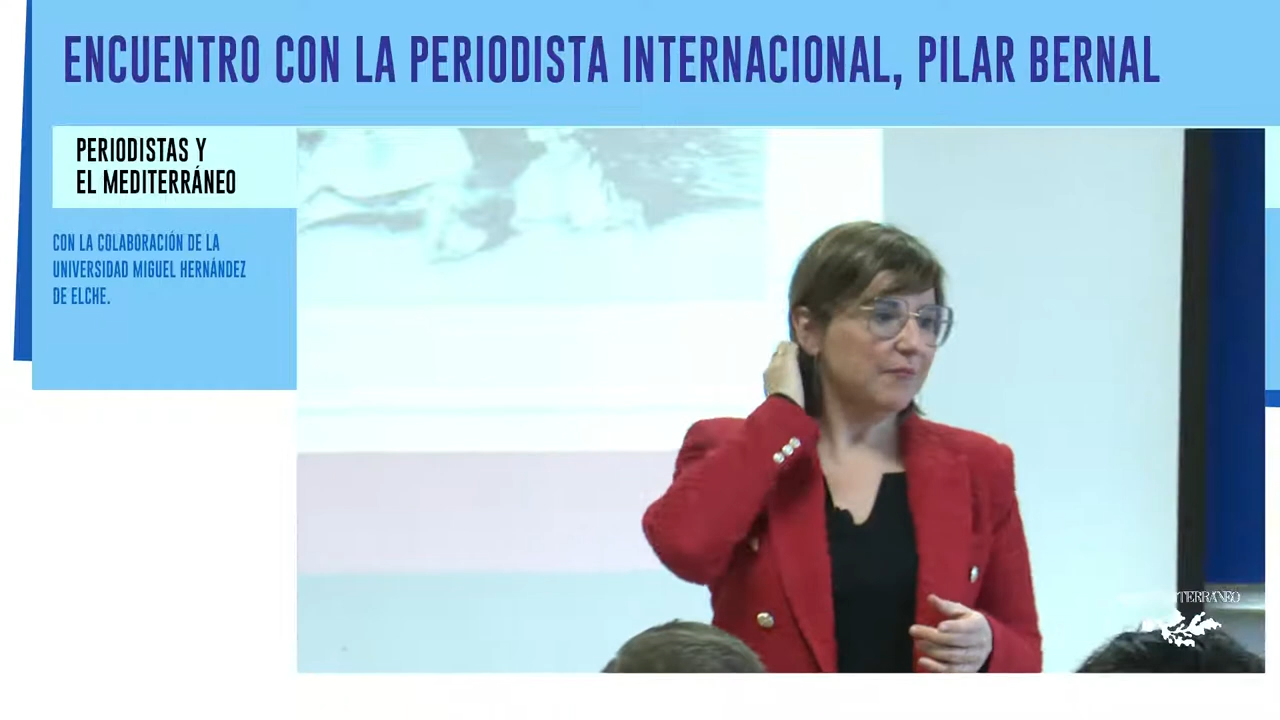 ENCUENTRO CON LA PERIODISTA INTERNACIONAL, PILAR BERNAL
PERIODISTAS Y
EL MEDITERRÁNEO
CON LA COLABORACIÓN DE LA
UNIVERSIDAD MIGUEL HERNÁNDEZ
DE ELCHE.